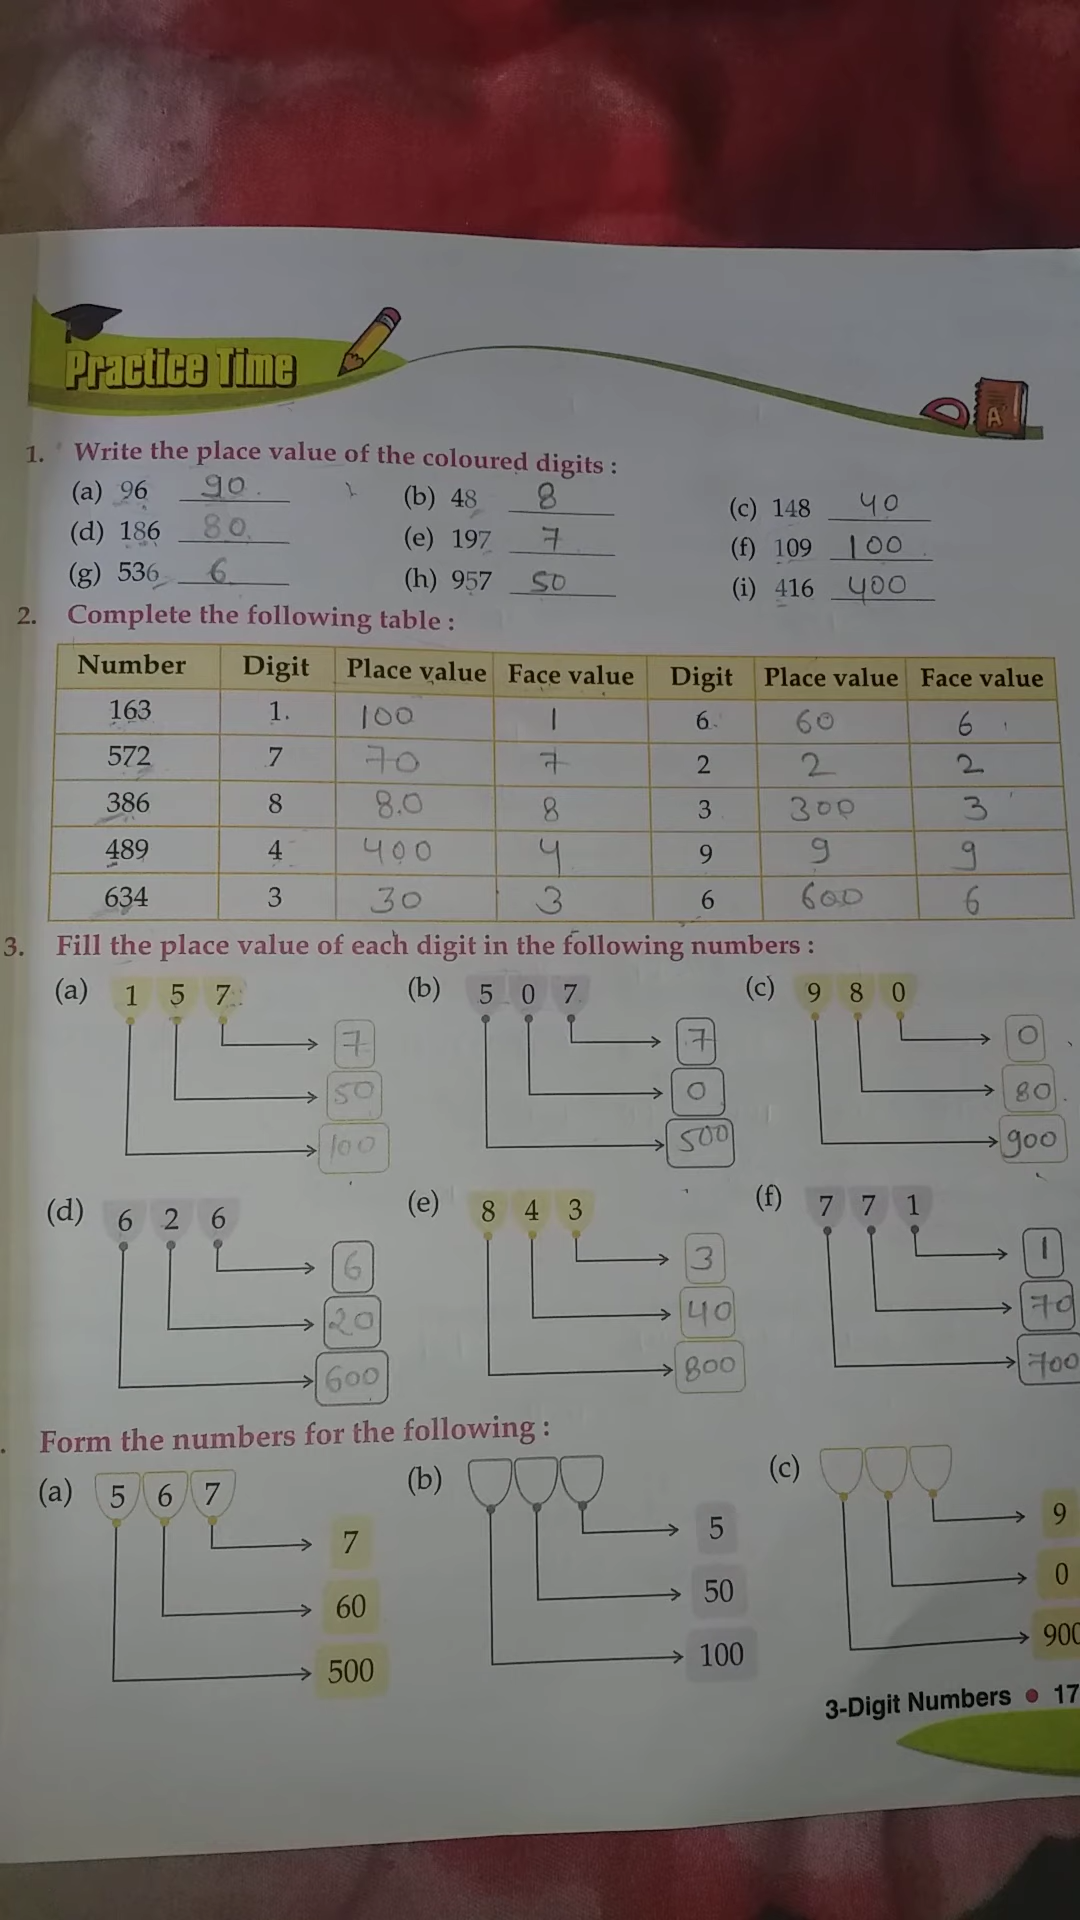 Practice Time
A
1. Write the place value of the coloured digits :
(a) 96 90 (b) 48 8 (c) 148 40
(d) 186 80 (e) 197 7 (f) 109 100
(g) 536 6 (h) 957 50 (i) 416 400
2. Complete the following table :
Number Digit Place value Face value Digit Place value Face value
163 1. 100 1 6 60 6
572 7 70 7 2 2 2
386 8 80 8 3 300 3
489 4 400 4 9 9 9
634 3 30 3 6 600 6
3. Fill the place value of each digit in the following numbers :
(a) 1 5 7 (b) 5 0 7 (c) 9 8 0
7 7 0
50 0 80
100 500 900
(d) 6 2 6 (e) 8 4 3 (f) 7 7 1
6 3 1
20 40 70
600 800 700
. Form the numbers for the following :
(a) 5 6 7 (b) (c)
7 5 9
60 50 0
500 100 900
3-Digit Numbers • 17